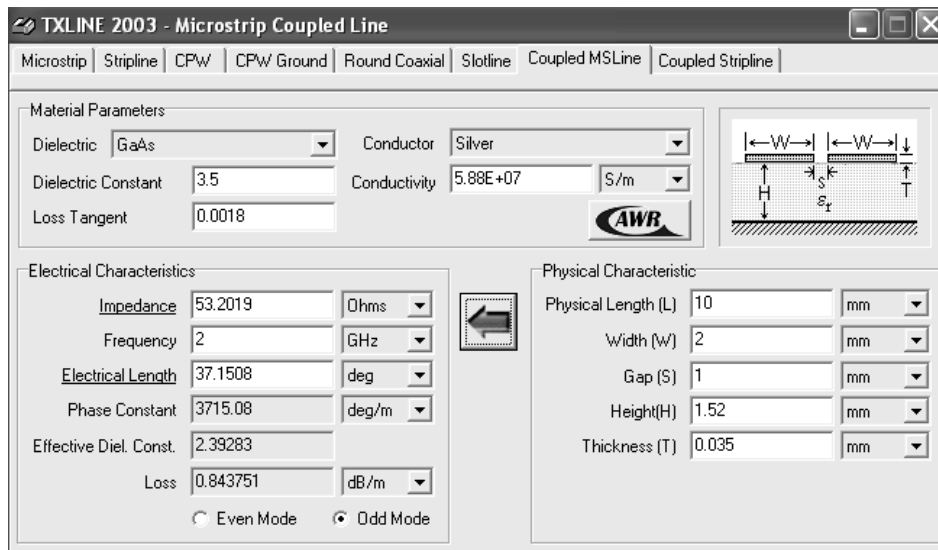 TXLINE 2003 - Microstrip Coupled Line
Microstrip Stripline CPW CPW Ground Round Coaxial Slotline Coupled MSLine Coupled Stripline
Material Parameters
Dielectric GaAs Conductor Silver
Dielectric Constant 3.5 Conductivity 5.88E+07 S/m
Loss Tangent 0.0018
AWR
W W
S T
H
εr
Electrical Characteristics
Impedance 53.2019 Ohms
Frequency 2 GHz
Electrical Length 37.1508 deg
Phase Constant 3715.08 deg/m
Effective Diel. Const. 2.39283
Loss 0.843751 dB/m
Even Mode Odd Mode
Physical Characteristic
Physical Length (L) 10 mm
Width (W) 2 mm
Gap (S) 1 mm
Height(H) 1.52 mm
Thickness (T) 0.035 mm